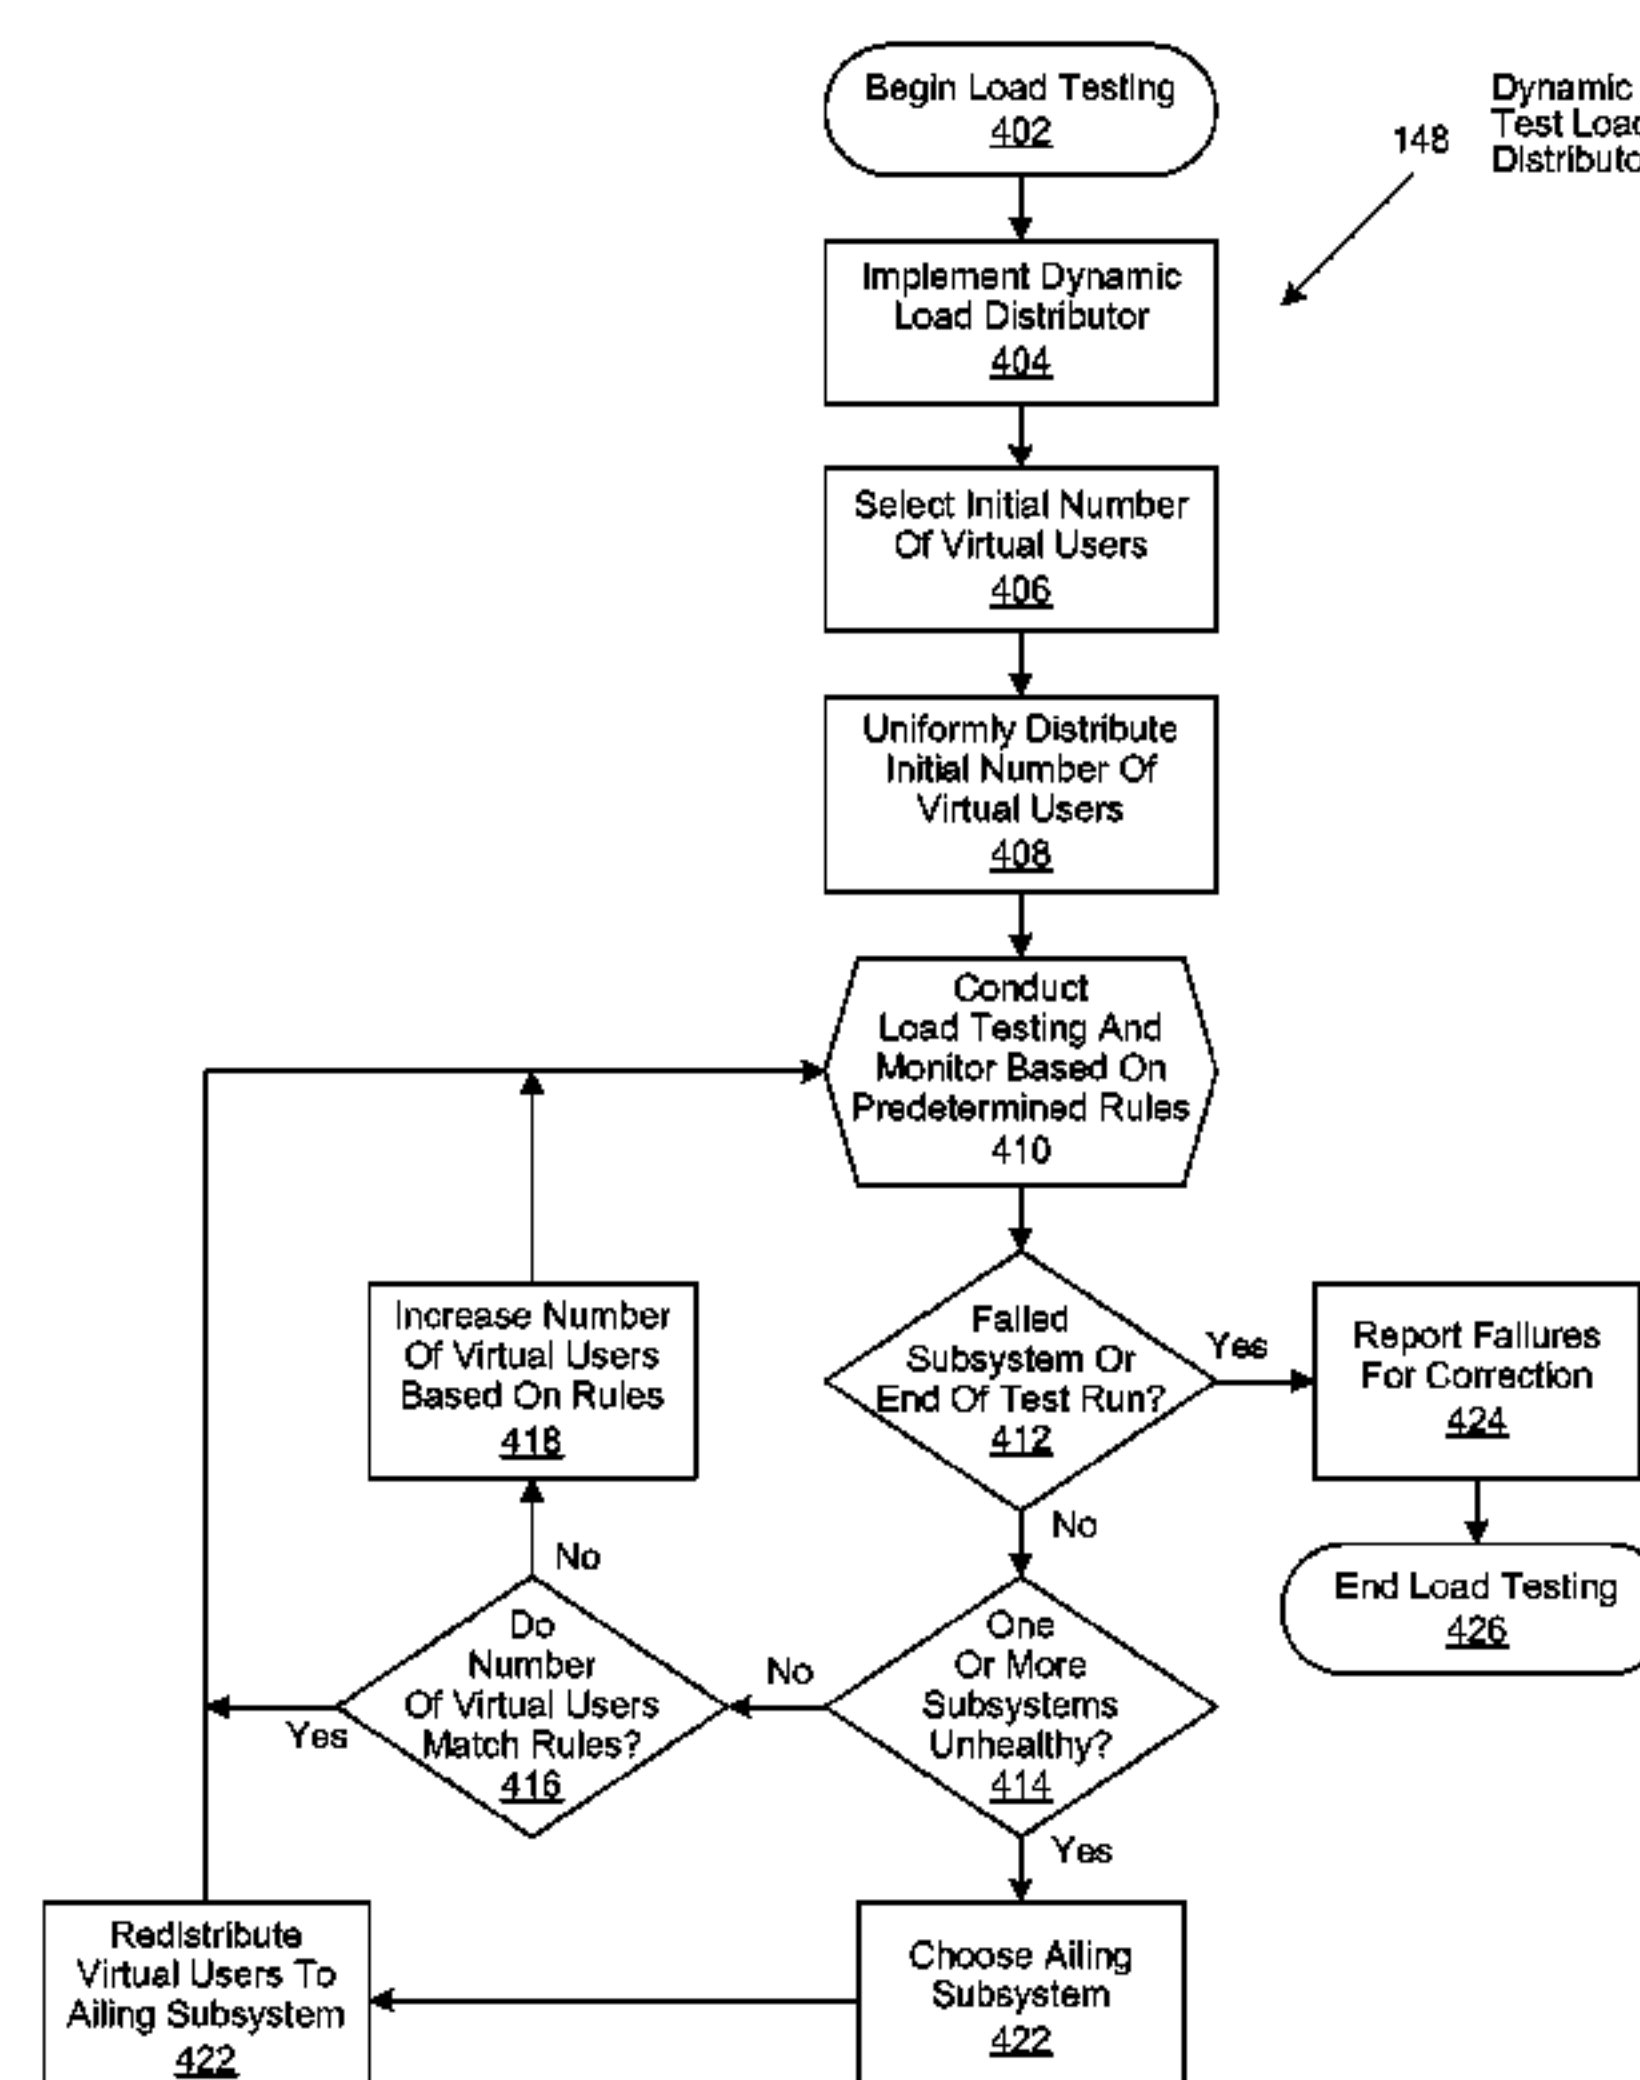 Begin Load Testing
402
Dynamic
Test Load
Distributo
148
Implement Dynamic
Load Distributor
404
Select Initial Number
Of Virtual Users
406
Uniformly Distribute
Initial Number Of
Virtual Users
408
Conduct
Load Testing And
Monitor Based On
Predetermined Rules
410
Increase Number
Of Virtual Users
Based On Rules
418
Failed
Subsystem Or
End Of Test Run?
412
Yes
Report Failures
For Correction
424
No
No
End Load Testing
426
Do
Number
Of Virtual Users
Match Rules?
416
Yes
No
One
Or More
Subsystems
Unhealthy?
414
Yes
Redistribute
Virtual Users To
Ailing Subsystem
422
Choose Ailing
Subsystem
422